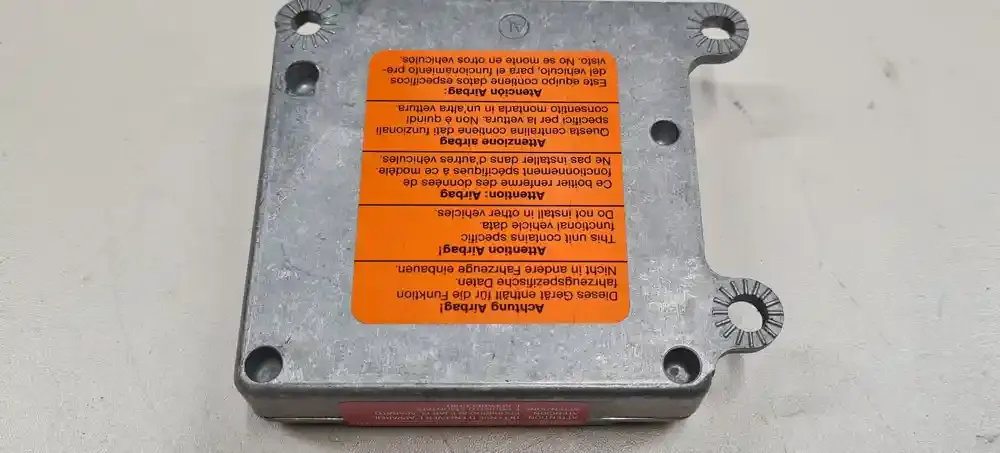 Achtung Airbag!
Dieses Gerät enthält für die Funktion
fahrzeugspezifische Daten.
Nicht in andere Fahrzeuge einbauen.
Attention Airbag!
This unit contains specific
functional vehicle data.
Do not install in other vehicles.
Attention: Airbag
Ce boîtier renferme des données de
fonctionnement spécifiques à ce modèle.
Ne pas installer dans d'autres véhicules.
Attenzione airbag
Questa centralina contiene dati funzionali
specifici per la vettura. Non è quindi
consentito montarla in un'altra vettura.
Atención Airbag:
Este equipo contiene datos específicos
del vehículo, para el funcionamiento pre-
visto. No se monte en otros vehículos.